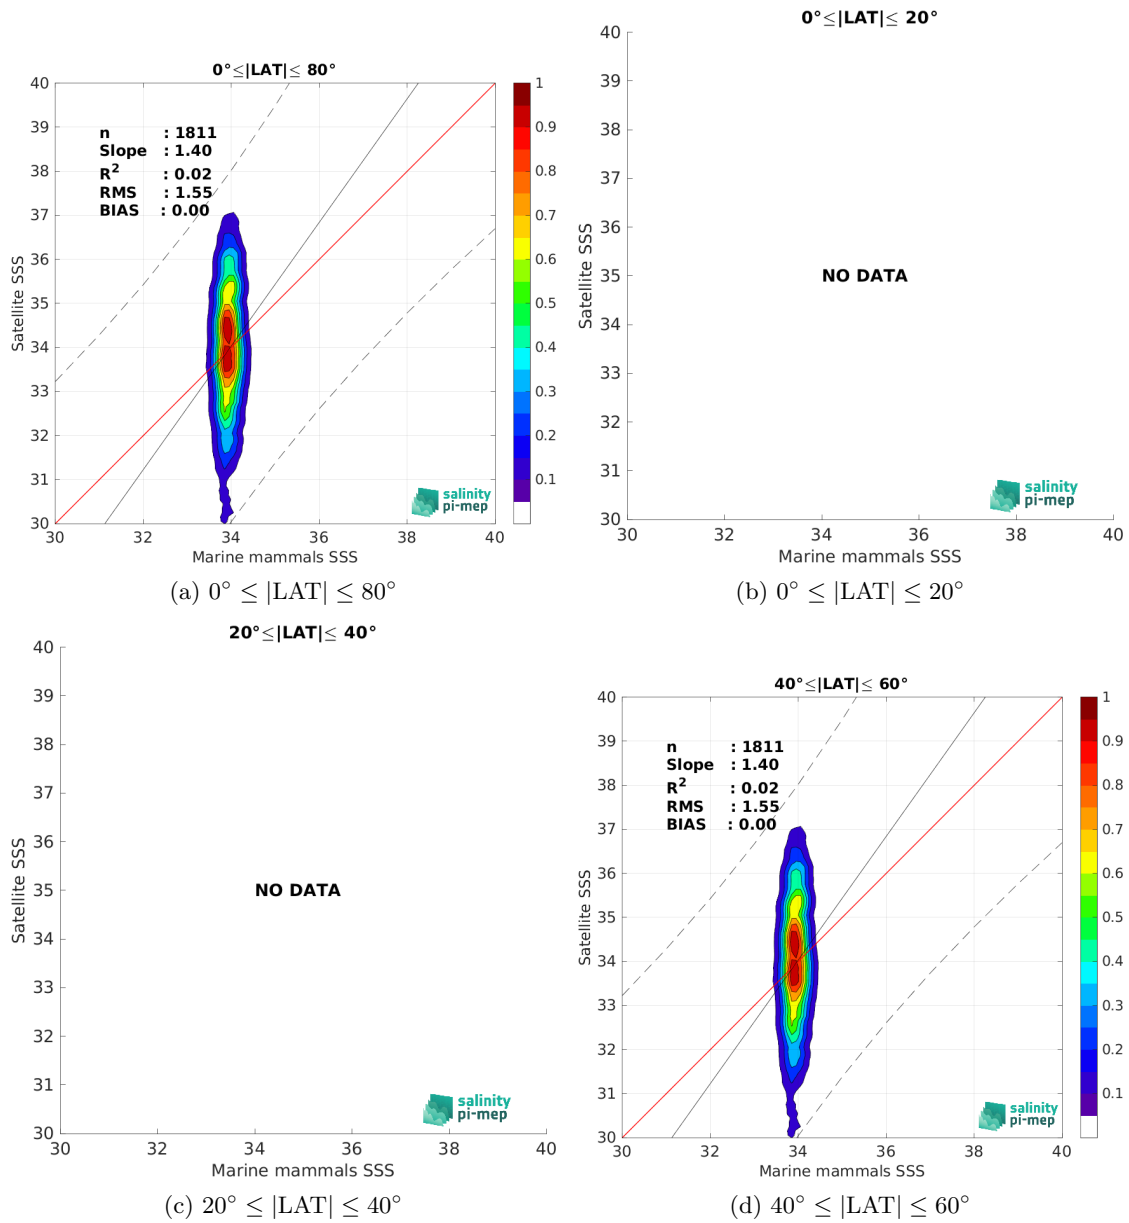 0°≤|LAT|≤ 80°
40
39
38
37
36
35
34
33
32
31
30
Satellite SSS
n : 1811
Slope : 1.40
R² : 0.02
RMS : 1.55
BIAS : 0.00
1
0.9
0.8
0.7
0.6
0.5
0.4
0.3
0.2
0.1
salinity
pi-mep
30 32 34 36 38 40
Marine mammals SSS
(a) 0° ≤ |LAT| ≤ 80°
0°≤|LAT|≤ 20°
40
39
38
37
36
35
34
33
32
31
30
Satellite SSS
NO DATA
salinity
pi-mep
30 32 34 36 38 40
Marine mammals SSS
(b) 0° ≤ |LAT| ≤ 20°
20°≤|LAT|≤ 40°
40
39
38
37
36
35
34
33
32
31
30
Satellite SSS
NO DATA
salinity
pi-mep
30 32 34 36 38 40
Marine mammals SSS
(c) 20° ≤ |LAT| ≤ 40°
40°≤|LAT|≤ 60°
40
39
38
37
36
35
34
33
32
31
30
Satellite SSS
n : 1811
Slope : 1.40
R² : 0.02
RMS : 1.55
BIAS : 0.00
1
0.9
0.8
0.7
0.6
0.5
0.4
0.3
0.2
0.1
salinity
pi-mep
30 32 34 36 38 40
Marine mammals SSS
(d) 40° ≤ |LAT| ≤ 60°